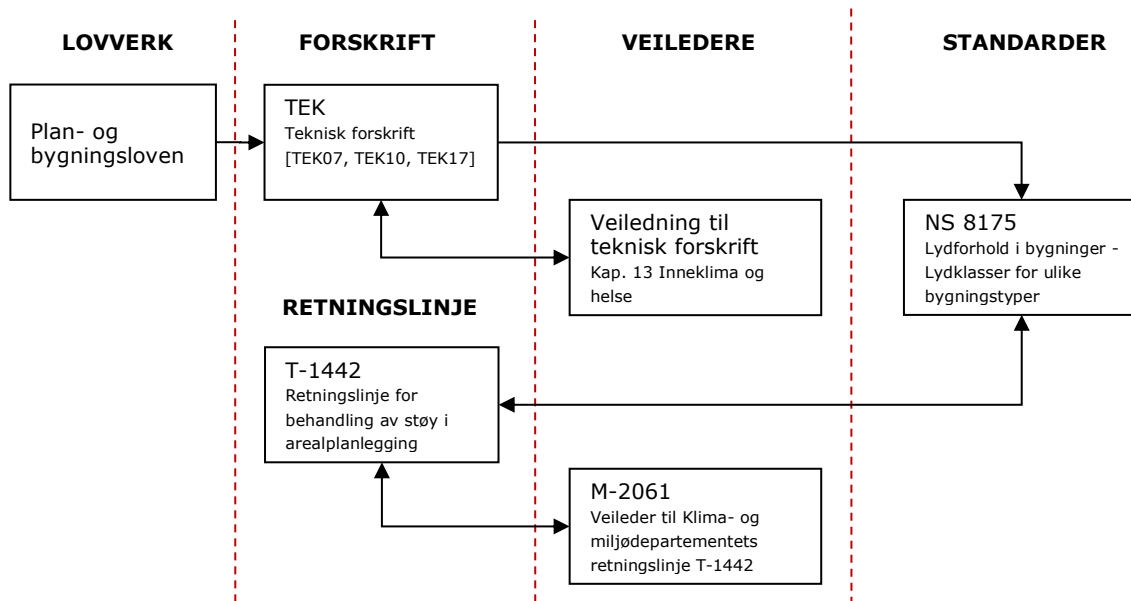 LOVVERK
FORSKRIFT
VEILEDERE
STANDARDER
Plan- og
bygningsloven
TEK
Teknisk forskrift
[TEK07, TEK10, TEK17]
Veiledning til
teknisk forskrift
Kap. 13 Inneklima og
helse
NS 8175
Lydforhold i bygninger -
Lydklasser for ulike
bygningstyper
RETNINGSLINJE
T-1442
Retningslinje for
behandling av støy i
arealplanlegging
M-2061
Veileder til Klima- og
miljødepartementets
retningslinje T-1442